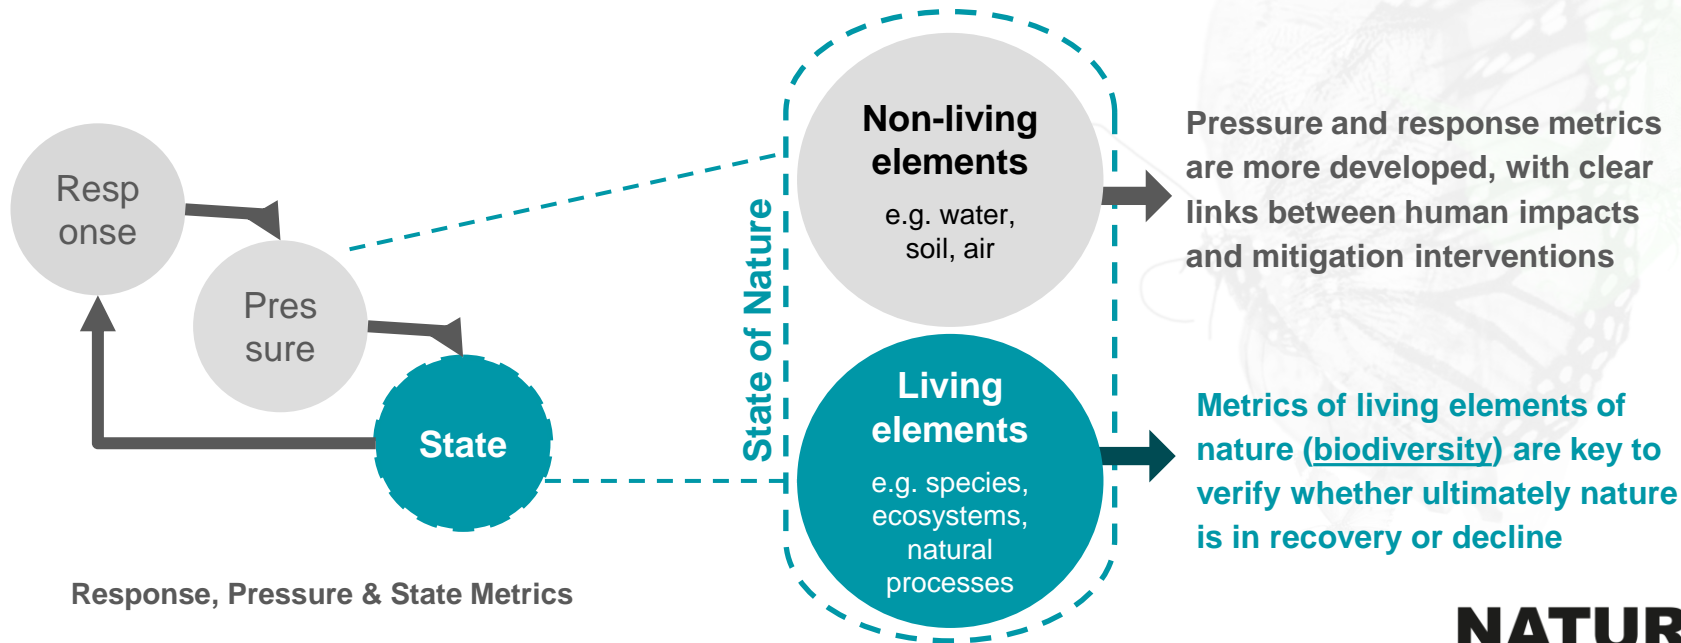 Resp
onse
Pres
sure
State
Response, Pressure & State Metrics
State of Nature
Non-living
elements
e.g. water,
soil, air
Living
elements
e.g. species,
ecosystems,
natural
processes
Pressure and response metrics
are more developed, with clear
links between human impacts
and mitigation interventions
Metrics of living elements of
nature (biodiversity) are key to
verify whether ultimately nature
is in recovery or decline
NATUR